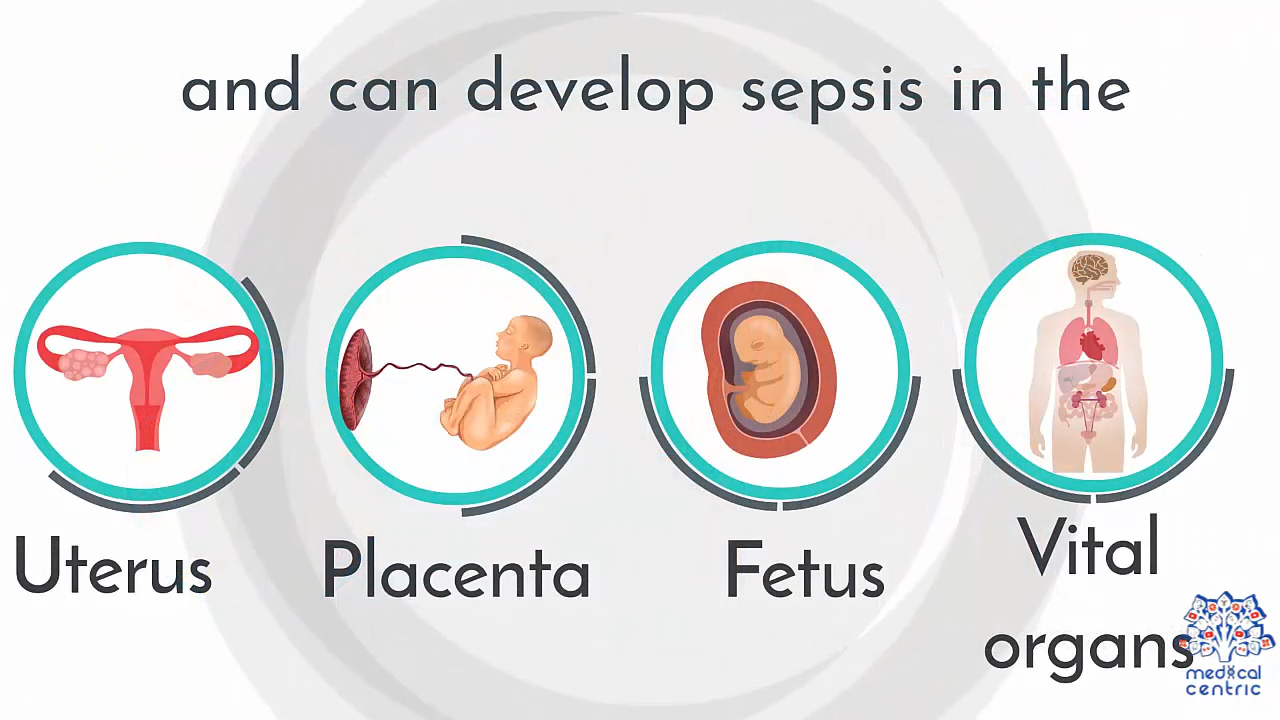 and can develop sepsis in the
Uterus
Placenta
Fetus
Vital
organs
medical
centric